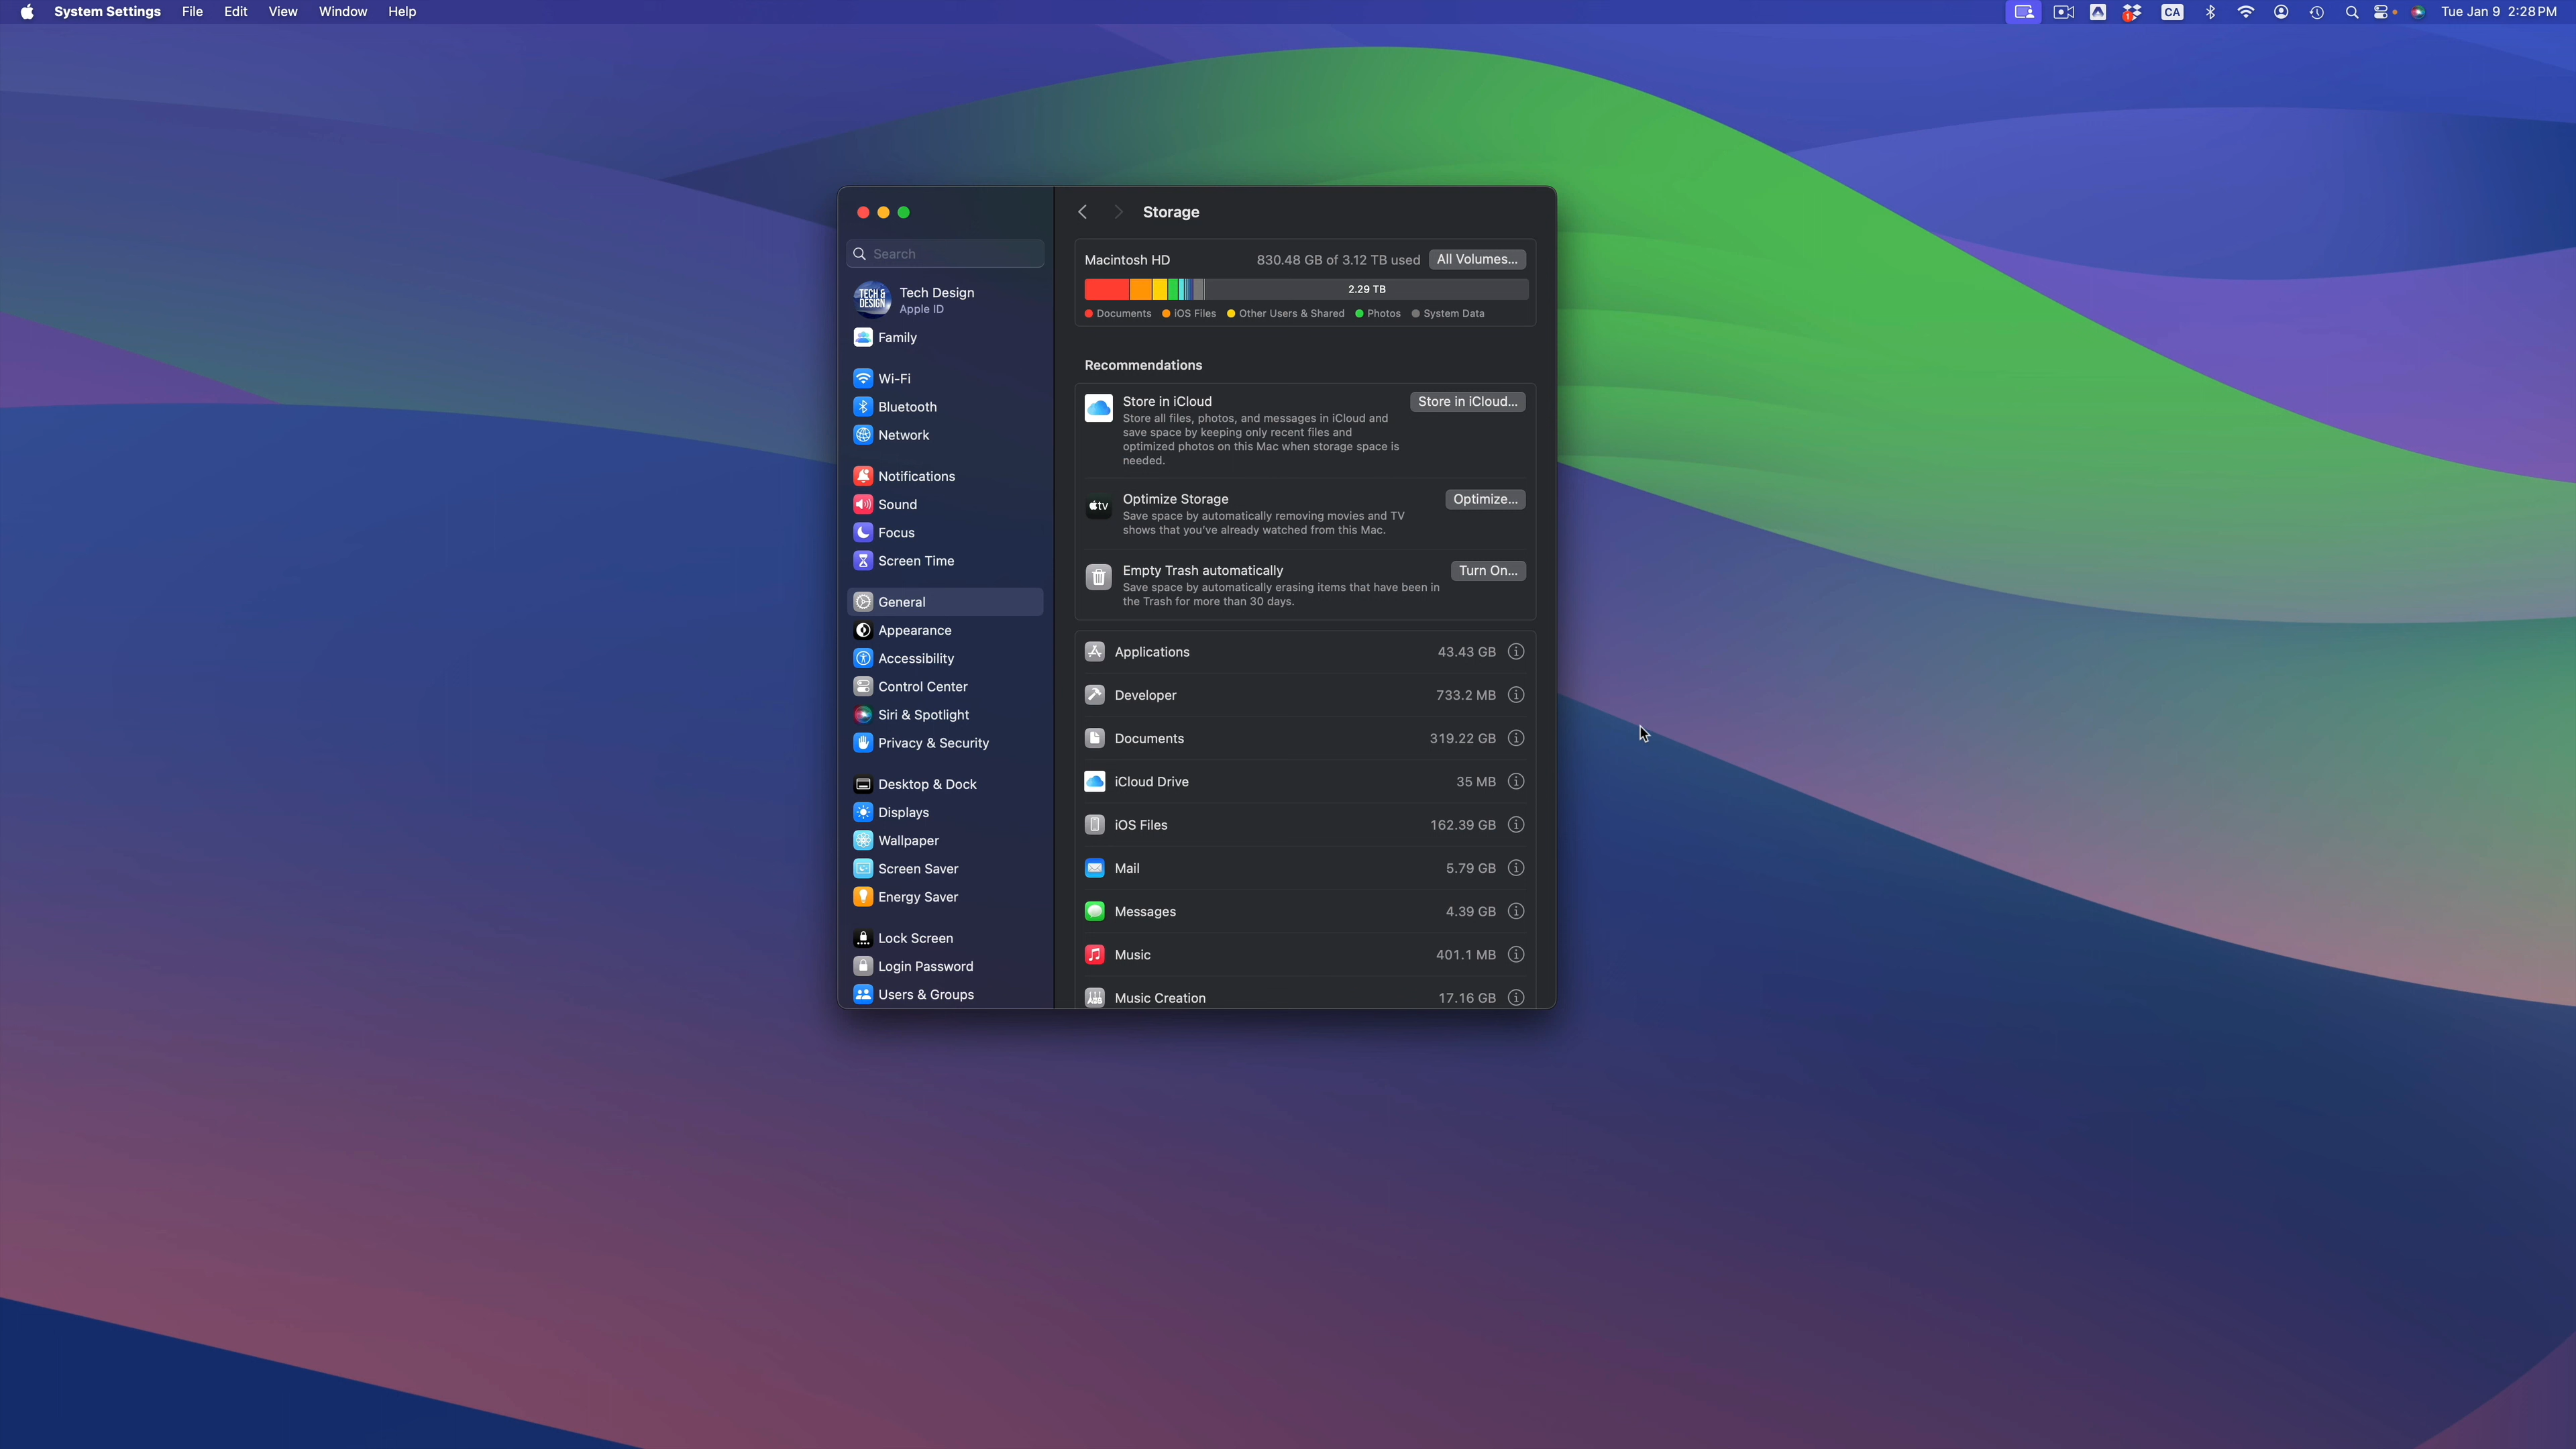 System Settings File Edit View Window Help CA Tue Jan 9 2:28 PM
Search
TECH & DESIGN
Tech Design
Apple ID
Family
Wi-Fi
Bluetooth
Network
Notifications
Sound
Focus
Screen Time
General
Appearance
Accessibility
Control Center
Siri & Spotlight
Privacy & Security
Desktop & Dock
Displays
Wallpaper
Screen Saver
Energy Saver
Lock Screen
Login Password
Users & Groups
Storage
Macintosh HD 830.48 GB of 3.12 TB used All Volumes...
2.29 TB
Documents iOS Files Other Users & Shared Photos System Data
Recommendations
Store in iCloud Store in iCloud...
Store all files, photos, and messages in iCloud and
save space by keeping only recent files and
optimized photos on this Mac when storage space is
needed.
tv
Optimize Storage Optimize...
Save space by automatically removing movies and TV
shows that you've already watched from this Mac.
Empty Trash automatically Turn On...
Save space by automatically erasing items that have been in
the Trash for more than 30 days.
Applications 43.43 GB
Developer 733.2 MB
Documents 319.22 GB
iCloud Drive 35 MB
iOS Files 162.39 GB
Mail 5.79 GB
Messages 4.39 GB
Music 401.1 MB
Music Creation 17.16 GB